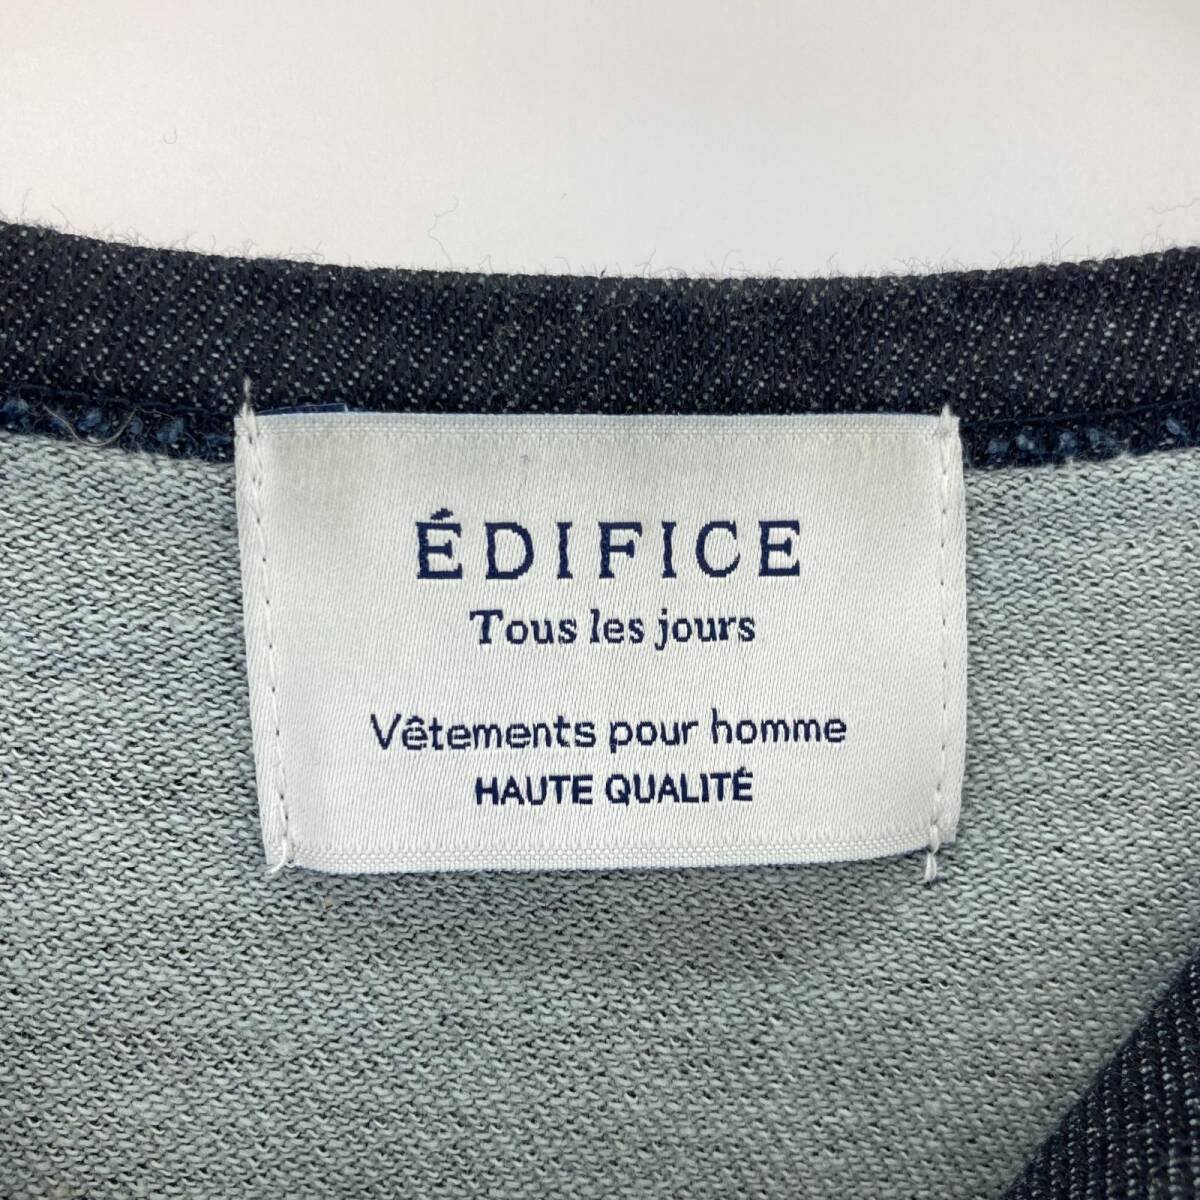 ÉDIFICE
Tous les jours
Vêtements pour homme
HAUTE QUALITÉ